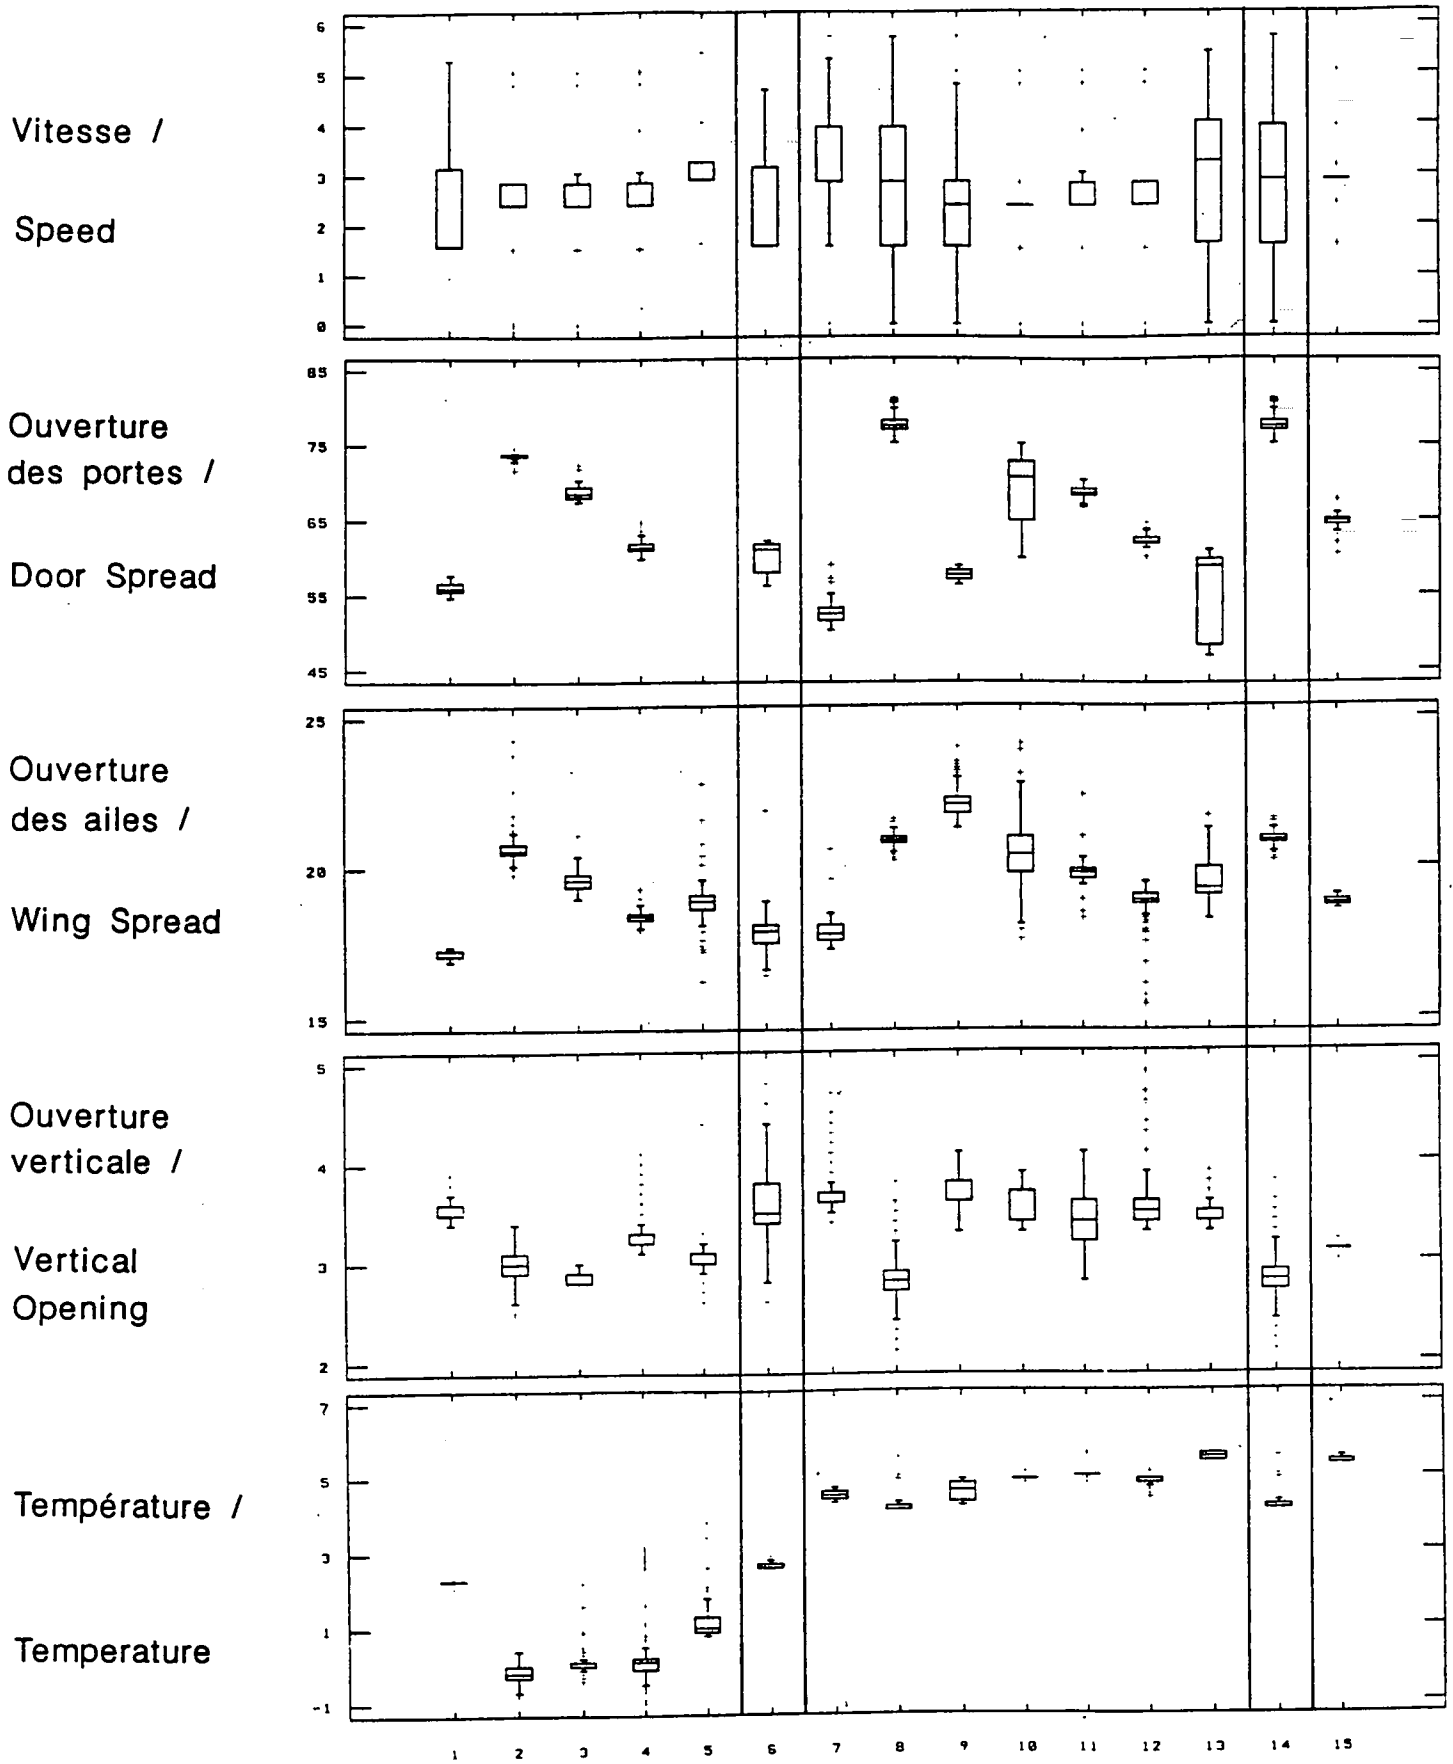 Vitesse /
Speed
6
5
4
3
2
1
0
Ouverture
des portes /
Door Spread
85
75
65
55
45
Ouverture
des ailes /
Wing Spread
25
20
15
Ouverture
verticale /
Vertical
Opening
5
4
3
2
Température /
Temperature
7
5
3
1
-1
1 2 3 4 5 6 7 8 9 10 11 12 13 14 15